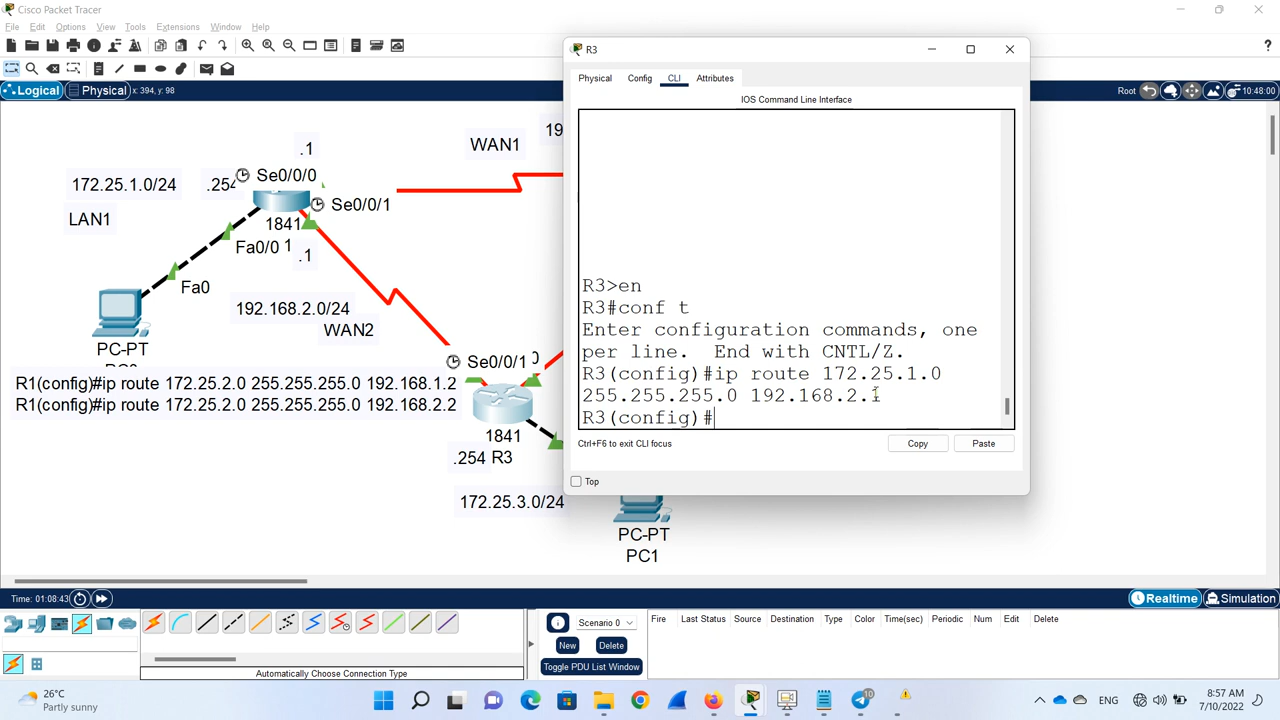 Cisco Packet Tracer
File Edit Options View Tools Extensions Window Help
Logical Physical x: 394, y: 98
Root 10:48:00
R3
Physical Config CLI Attributes
IOS Command Line Interface
R3>en
R3#conf t
Enter configuration commands, one
per line. End with CNTL/Z.
R3(config)#ip route 172.25.1.0
255.255.255.0 192.168.2.1
R3(config)#
Ctrl+F6 to exit CLI focus
Copy
Paste
Top
WAN1
19
.1
Se0/0/0
172.25.1.0/24
.254
Se0/0/1
LAN1
1841
Fa0/0
1
.1
Fa0
192.168.2.0/24
WAN2
PC-PT
Se0/0/1
0
R1(config)#ip route 172.25.2.0 255.255.255.0 192.168.1.2
R1(config)#ip route 172.25.2.0 255.255.255.0 192.168.2.2
1841
.254 R3
172.25.3.0/24
PC-PT
PC1
Time: 01:08:43
Realtime
Simulation
Scenario 0
New
Delete
Toggle PDU List Window
Fire Last Status Source Destination Type Color Time(sec) Periodic Num Edit Delete
Automatically Choose Connection Type
26°C
Partly sunny
10
ENG
8:57 AM
7/10/2022